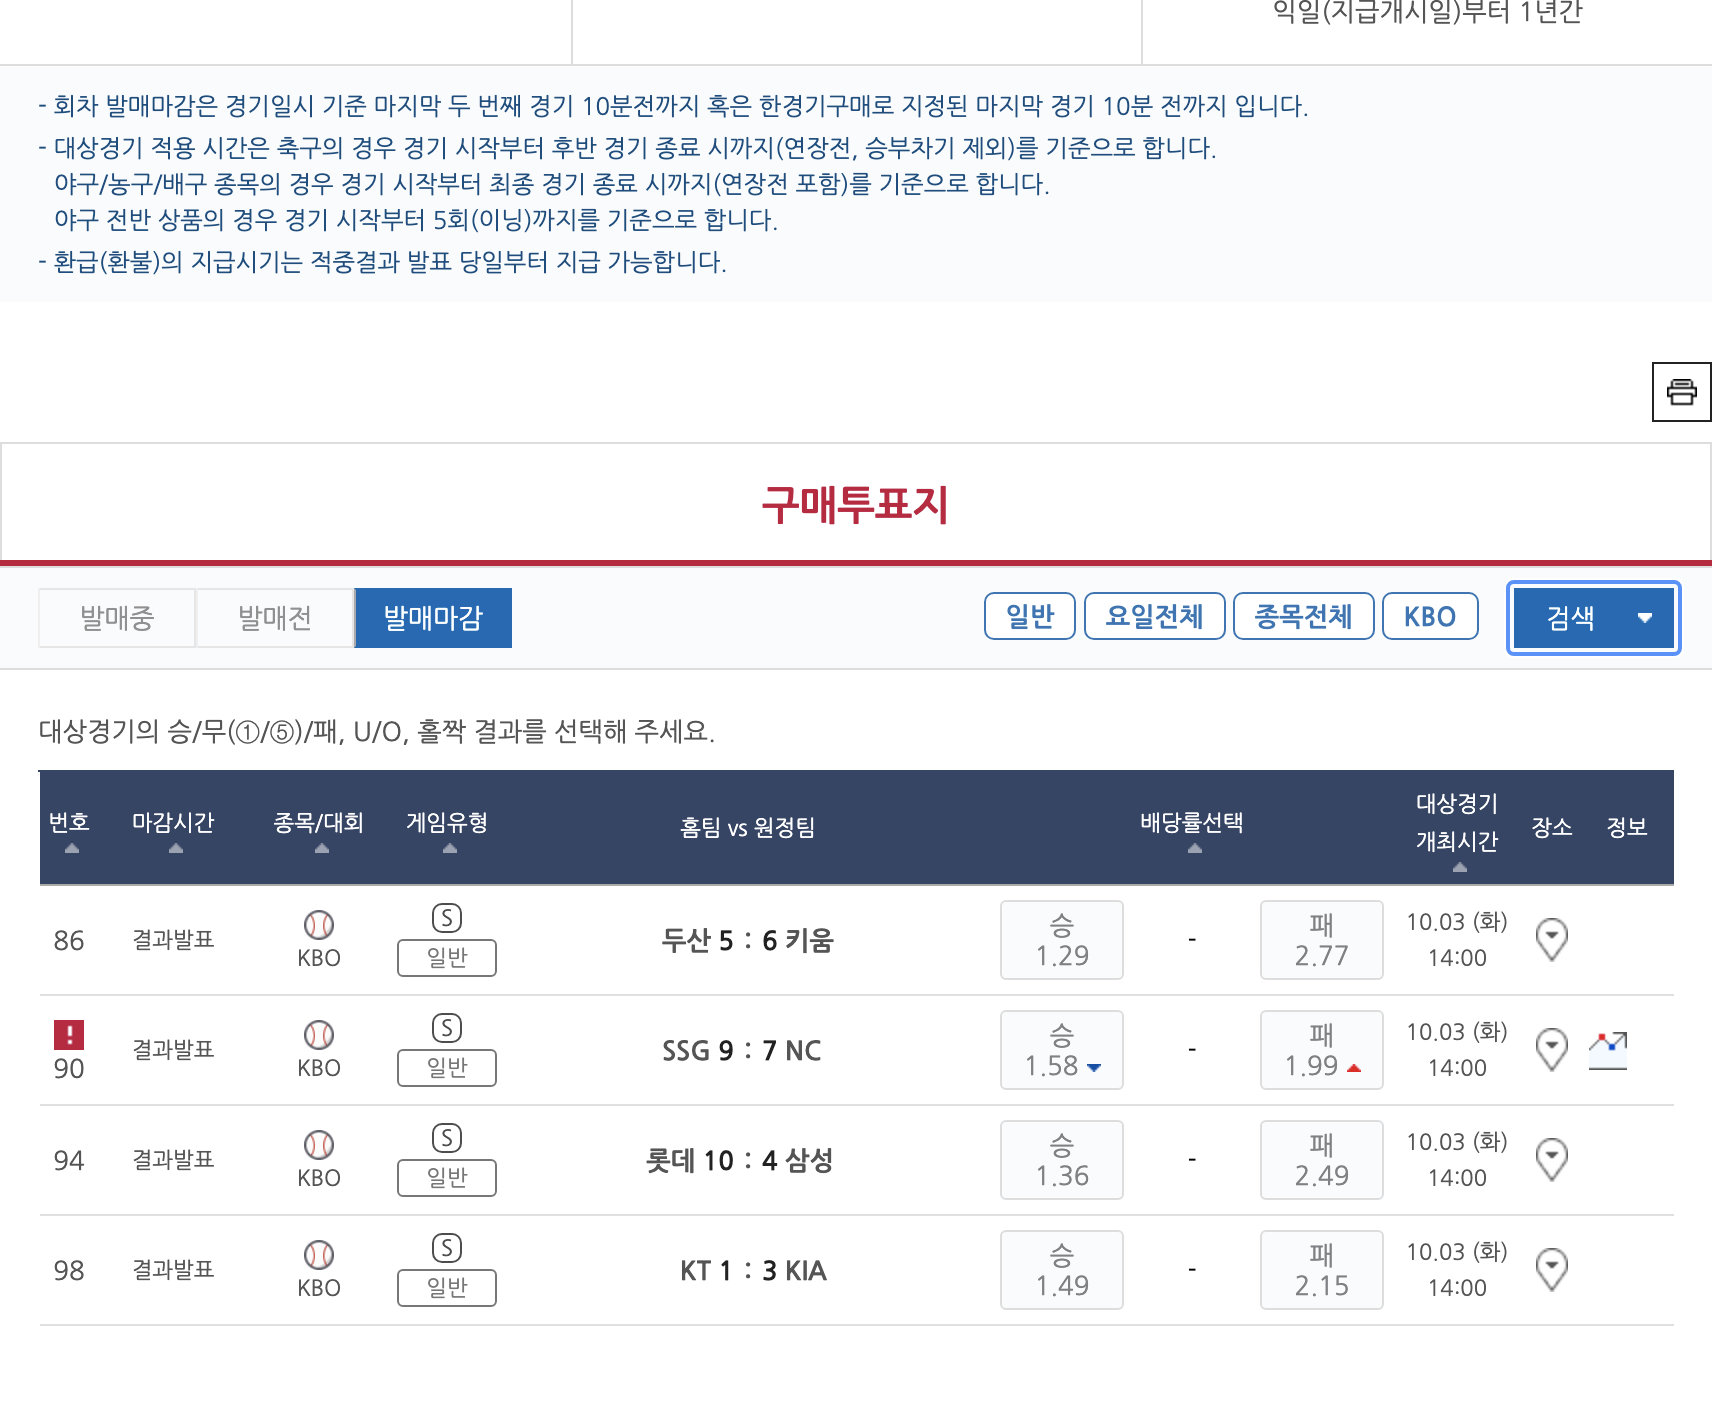 익일(지급개시일)부터 1년간
- 회차 발매마감은 경기일시 기준 마지막 두 번째 경기 10분전까지 혹은 한경기구매로 지정된 마지막 경기 10분 전까지 입니다.
- 대상경기 적용 시간은 축구의 경우 경기 시작부터 후반 경기 종료 시까지(연장전, 승부차기 제외)를 기준으로 합니다.
야구/농구/배구 종목의 경우 경기 시작부터 최종 경기 종료 시까지(연장전 포함)를 기준으로 합니다.
야구 전반 상품의 경우 경기 시작부터 5회(이닝)까지를 기준으로 합니다.
- 환급(환불)의 지급시기는 적중결과 발표 당일부터 지급 가능합니다.
구매투표지
발매중 발매전 발매마감 일반 요일전체 종목전체 KBO 검색
대상경기의 승/무(①/⑤)/패, U/O, 홀짝 결과를 선택해 주세요.
번호 마감시간 종목/대회 게임유형 홈팀 vs 원정팀 배당률선택 대상경기 개최시간 장소 정보
86 결과발표 KBO S 일반 두산 5 : 6 키움 승 1.29 - 패 2.77 10.03 (화) 14:00
! 90 결과발표 KBO S 일반 SSG 9 : 7 NC 승 1.58 - 패 1.99 10.03 (화) 14:00
94 결과발표 KBO S 일반 롯데 10 : 4 삼성 승 1.36 - 패 2.49 10.03 (화) 14:00
98 결과발표 KBO S 일반 KT 1 : 3 KIA 승 1.49 - 패 2.15 10.03 (화) 14:00